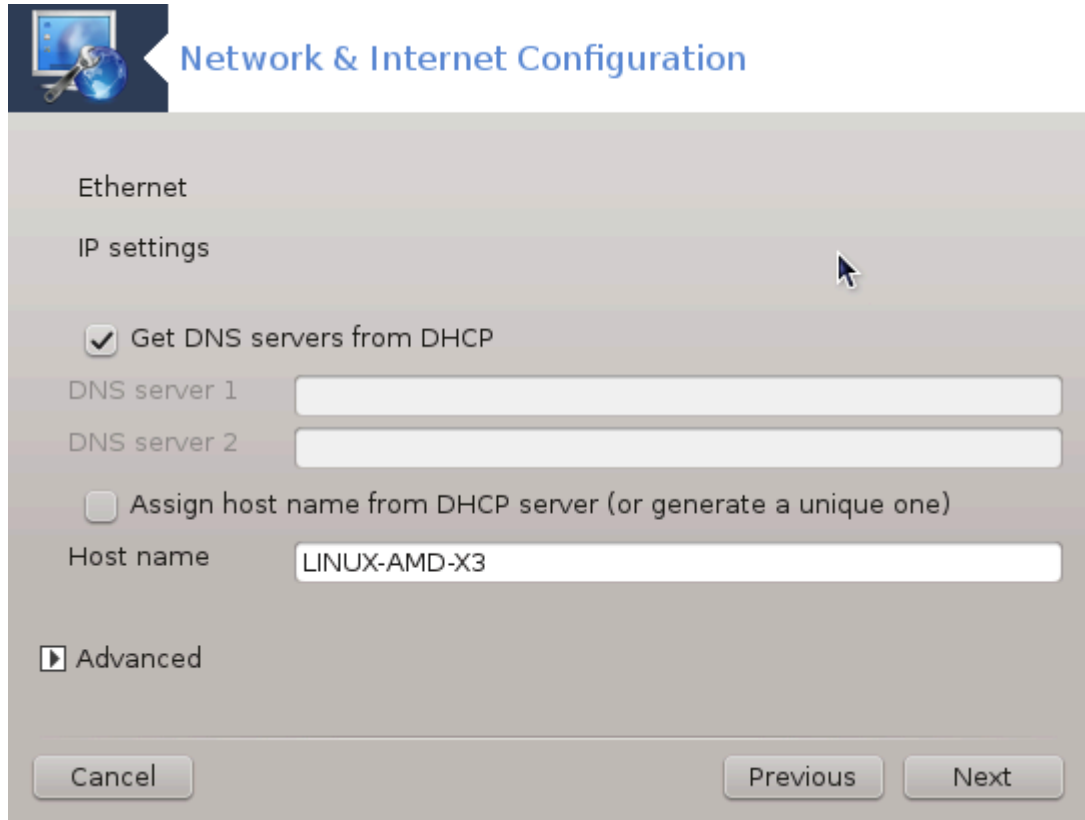 Network & Internet Configuration
Ethernet
IP settings
Get DNS servers from DHCP
DNS server 1
DNS server 2
Assign host name from DHCP server (or generate a unique one)
Host name LINUX-AMD-X3
Advanced
Cancel Previous Next